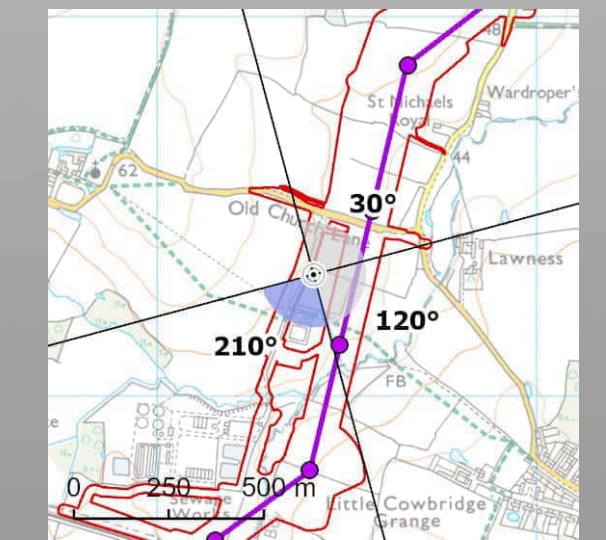 48
St Michaels
Royal
Wardroper's
44
62
30°
Old Church Lane
Lawness
120°
210°
FB
0 250 500 m
Sewage
Works
Little Cowbridge
Grange